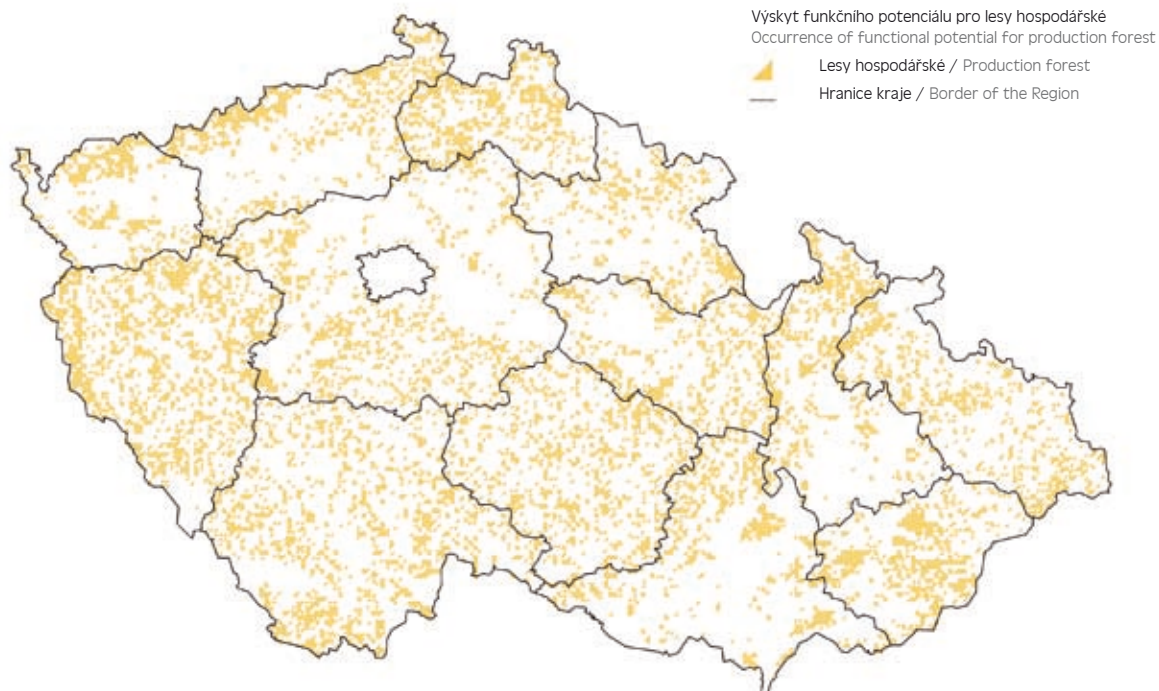 Výskyt funkčního potenciálu pro lesy hospodářské
Occurrence of functional potential for production forest
Lesy hospodářské / Production forest
Hranice kraje / Border of the Region